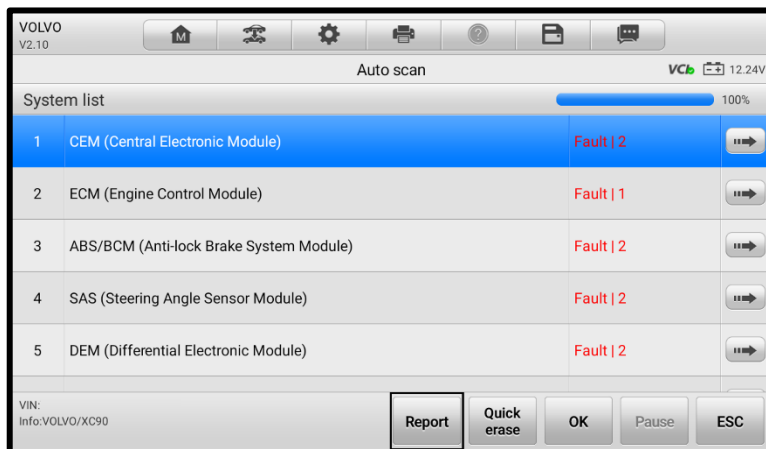 VOLVO
V2.10
M
?
Auto scan
VCI 12.24V
System list 100%
1 CEM (Central Electronic Module) Fault | 2
2 ECM (Engine Control Module) Fault | 1
3 ABS/BCM (Anti-lock Brake System Module) Fault | 2
4 SAS (Steering Angle Sensor Module) Fault | 2
5 DEM (Differential Electronic Module) Fault | 2
VIN:
Info:VOLVO/XC90
Report
Quick
erase
OK
Pause
ESC